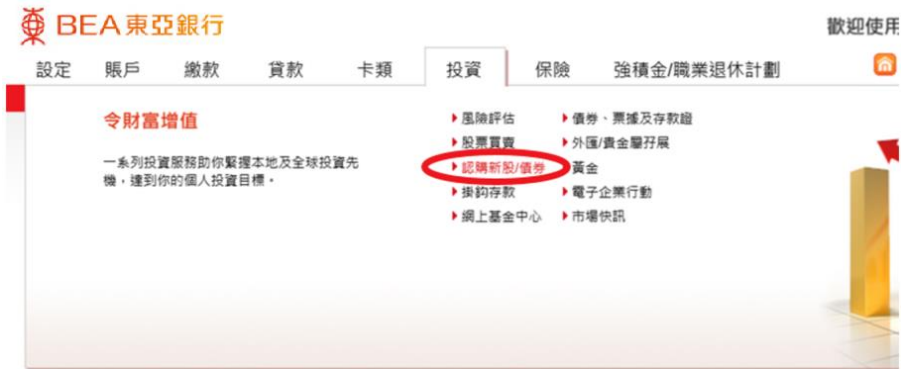 BEA東亞銀行
歡迎使用
設定 賬戶 繳款 貸款 卡類 投資 保險 強積金/職業退休計劃
令財富增值
一系列投資服務助你緊握本地及全球投資先
機,達到你的個人投資目標。
風險評估
股票買賣
認購新股/債券
掛鈎存款
網上基金中心
債券、票據及存款證
外匯/貴金屬孖展
黃金
電子企業行動
市場快訊